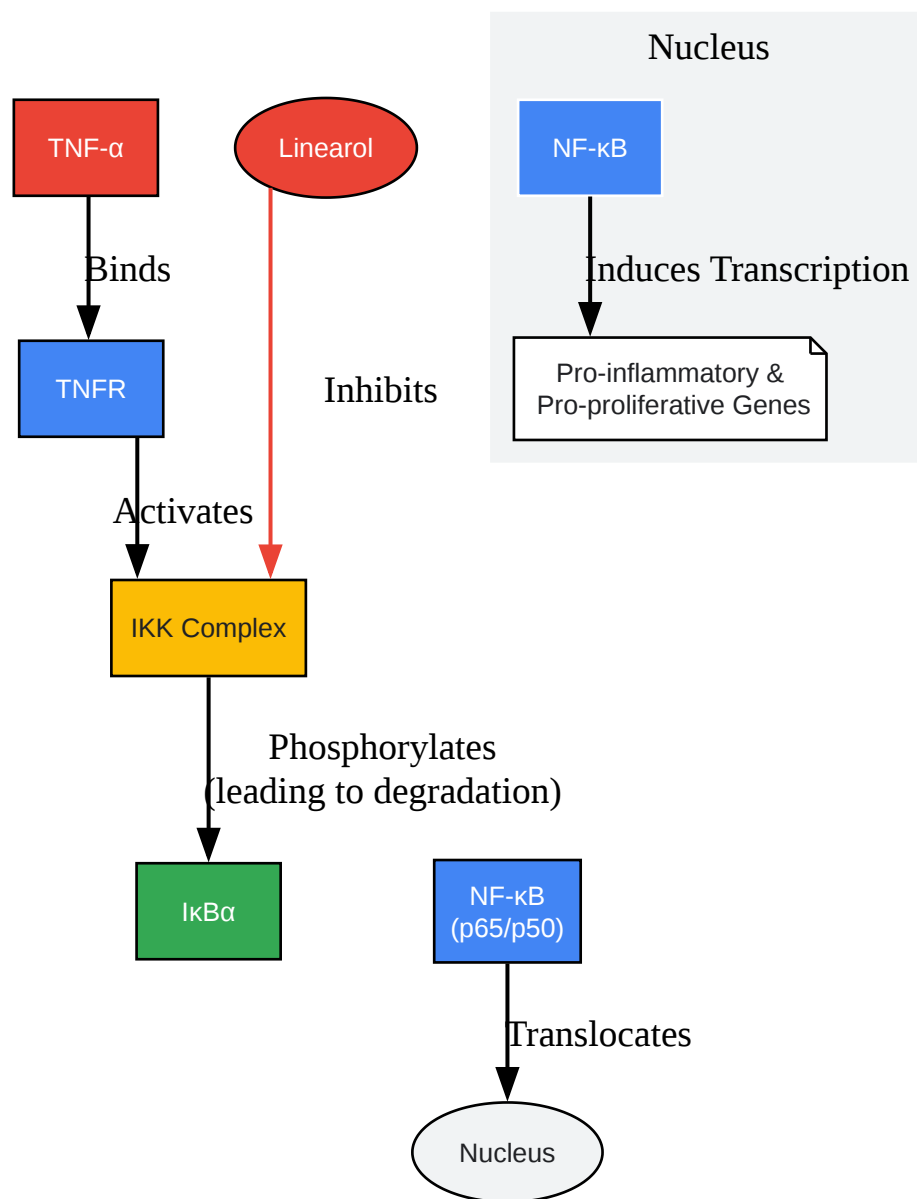 Nucleus
TNF-α
Linearol
NF-κB
Binds
Induces Transcription
TNFR
Inhibits
Pro-inflammatory &
Pro-proliferative Genes
Activates
IKK Complex
Phosphorylates
(leading to degradation)
IκBα
NF-κB
(p65/p50)
Translocates
Nucleus